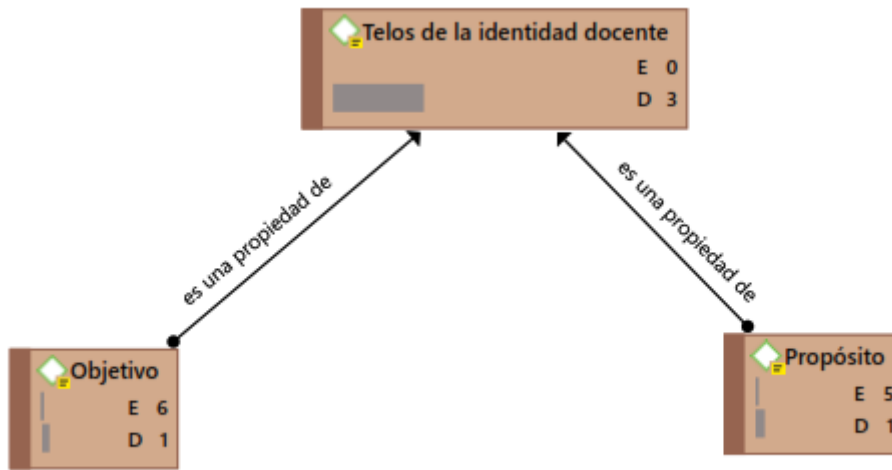 Telos de la identidad docente
E 0
D 3
es una propiedad de
es una propiedad de
Objetivo
E 6
D 1
Propósito
E 5
D 1